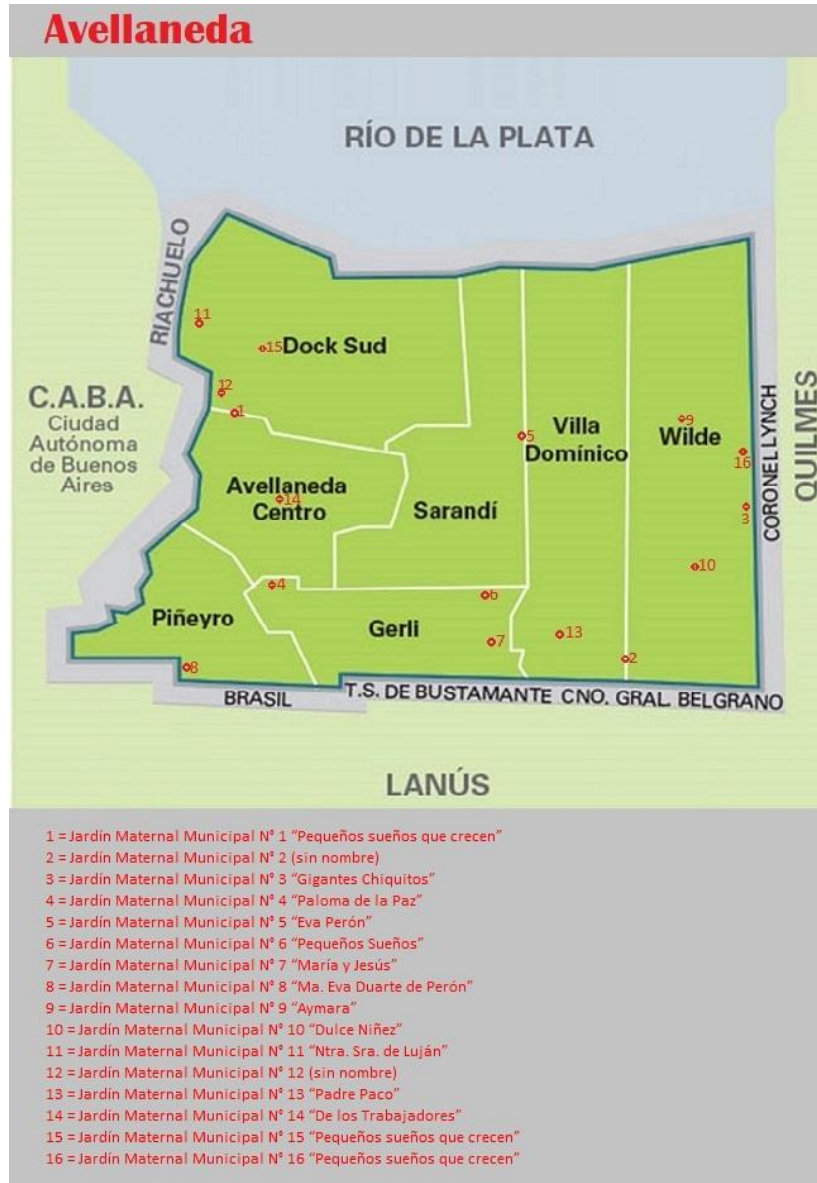 Avellaneda
RÍO DE LA PLATA
RIACHUELO
11
15 Dock Sud
12
1
C.A.B.A.
Ciudad
Autónoma
de Buenos
Aires
QUILMES
CORONEL LYNCH
9
Villa
Domínico
Wilde
5
16
Avellaneda
Centro
14
Sarandí
3
10
4
6
Piñeyro
Gerli
13
7
2
8
BRASIL
T.S. DE BUSTAMANTE CNO. GRAL. BELGRANO
LANÚS
1 = Jardín Maternal Municipal N° 1 “Pequeños sueños que crecen”
2 = Jardín Maternal Municipal N° 2 (sin nombre)
3 = Jardín Maternal Municipal N° 3 “Gigantes Chiquitos”
4 = Jardín Maternal Municipal N° 4 “Paloma de la Paz”
5 = Jardín Maternal Municipal N° 5 “Eva Perón”
6 = Jardín Maternal Municipal N° 6 “Pequeños Sueños”
7 = Jardín Maternal Municipal N° 7 “María y Jesús”
8 = Jardín Maternal Municipal N° 8 “Ma. Eva Duarte de Perón”
9 = Jardín Maternal Municipal N° 9 “Aymara”
10 = Jardín Maternal Municipal N° 10 “Dulce Niñez”
11 = Jardín Maternal Municipal N° 11 “Ntra. Sra. de Luján”
12 = Jardín Maternal Municipal N° 12 (sin nombre)
13 = Jardín Maternal Municipal N° 13 “Padre Paco”
14 = Jardín Maternal Municipal N° 14 “De los Trabajadores”
15 = Jardín Maternal Municipal N° 15 “Pequeños sueños que crecen”
16 = Jardín Maternal Municipal N° 16 “Pequeños sueños que crecen”